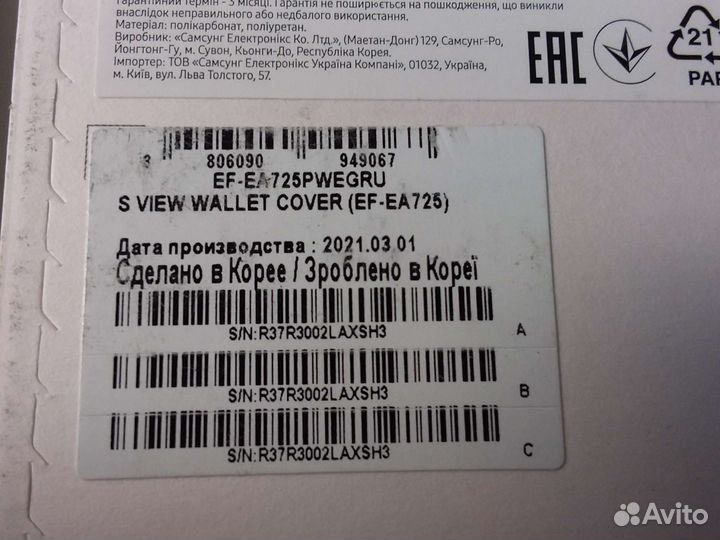 Гарантійний термін - 3 місяці. Гарантія не поширюється на пошкодження, що виникли
внаслідок неправильного або недбалого використання.
Матеріал: полікарбонат, поліуретан.
Виробник: «Самсунг Електронікс Ко. Лтд.», (Маетан-Донг) 129, Самсунг-Ро,
Йонгтонг-Гу, м. Сувон, Кьонги-До, Республіка Корея.
Імпортер: ТОВ «Самсунг Електронікс Україна Компані», 01032, Україна,
м. Київ, вул. Льва Толстого, 57.
EAC
21
PAP
3 806090 949067
EF-EA725PWEGRU
S VIEW WALLET COVER (EF-EA725)
Дата производства : 2021.03.01
Сделано в Корее / Зроблено в Кореї
S/N:R37R3002LAXSH3
A
S/N:R37R3002LAXSH3
B
S/N:R37R3002LAXSH3
C
Avito